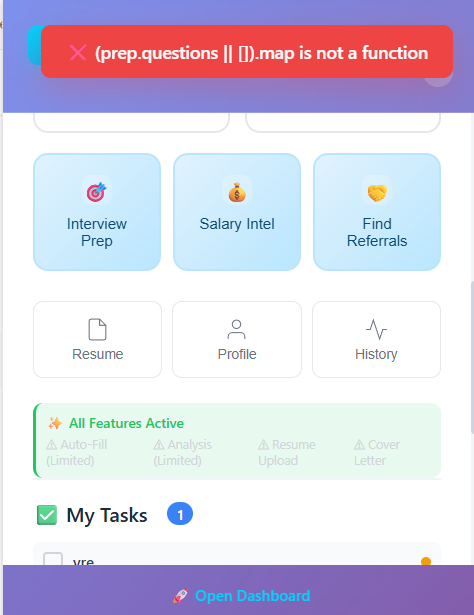 ❌ (prep.questions || []).map is not a function
Interview
Prep
Salary Intel
Find
Referrals
Resume
Profile
History
✨ All Features Active
⚠ Auto-Fill
(Limited)
⚠ Analysis
(Limited)
⚠ Resume
Upload
⚠ Cover
Letter
✅ My Tasks
1
🚀 Open Dashboard